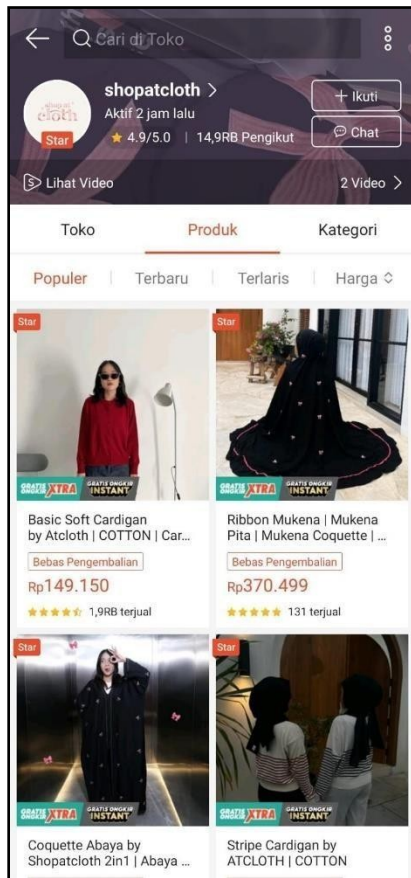 Cari di Toko
shopatcloth >
Aktif 2 jam lalu
4.9/5.0 | 14,9RB Pengikut
+ Ikuti
Chat
shop at
cloth
Star
Lihat Video
2 Video >
Toko
Produk
Kategori
Populer
Terbaru
Terlaris
Harga
Star
GRATIS ONGKIR XTRA
GRATIS ONGKIR INSTANT
Basic Soft Cardigan
by Atcloth | COTTON | Car...
Bebas Pengembalian
Rp149.150
1,9RB terjual
Star
GRATIS ONGKIR XTRA
GRATIS ONGKIR INSTANT
Ribbon Mukena | Mukena
Pita | Mukena Coquette | ...
Bebas Pengembalian
Rp370.499
131 terjual
Star
GRATIS ONGKIR XTRA
GRATIS ONGKIR INSTANT
Coquette Abaya by
Shopatcloth 2in1 | Abaya ...
Star
GRATIS ONGKIR XTRA
GRATIS ONGKIR INSTANT
Stripe Cardigan by
ATCLOTH | COTTON